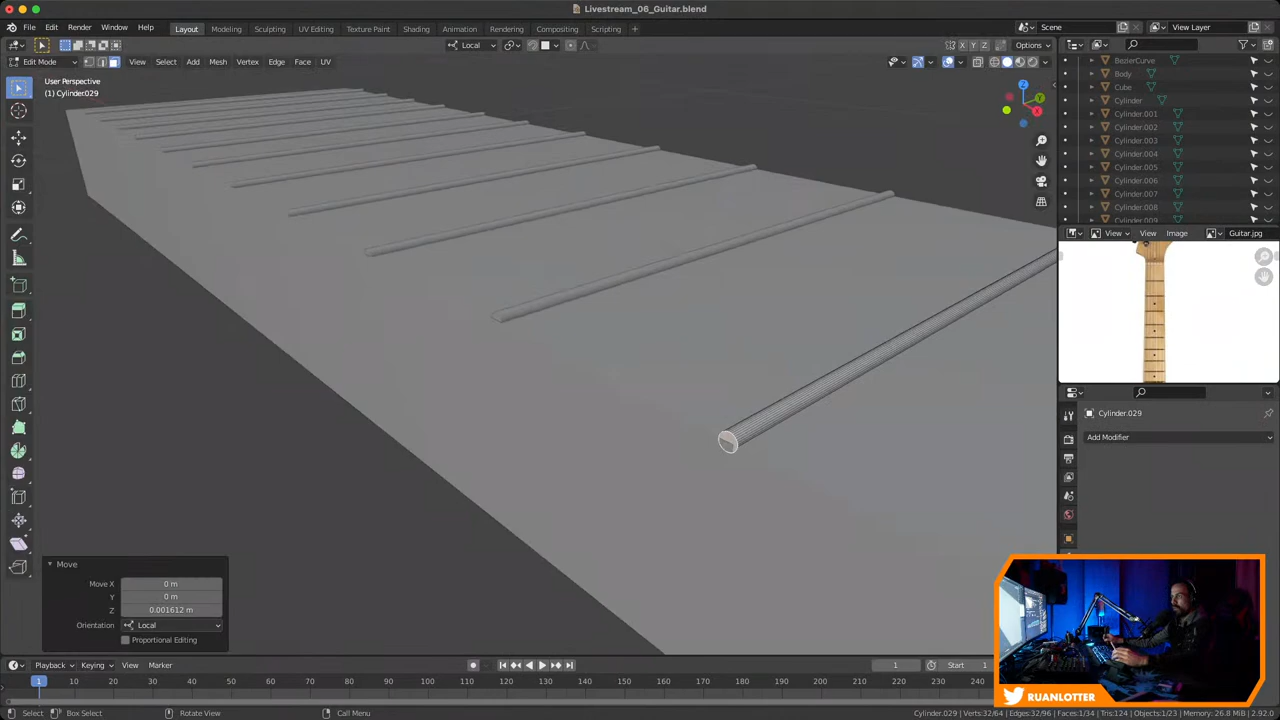 Livestream_06_Guitar.blend
File Edit Render Window Help
Layout Modeling Sculpting UV Editing Texture Paint Shading Animation Rendering Compositing Scripting
Scene View Layer
Local Options
Edit Mode View Select Add Mesh Vertex Edge Face UV
User Perspective
(1) Cylinder.029
X Y Z
Z Y X
BezierCurve
Body
Cube
Cylinder
Cylinder.001
Cylinder.002
Cylinder.003
Cylinder.004
Cylinder.005
Cylinder.006
Cylinder.007
Cylinder.008
Cylinder.009
View View Image Guitar.jpg
Cylinder.029
Add Modifier
Move
Move X 0 m
Y 0 m
Z 0.001612 m
Orientation Local
Proportional Editing
Playback Keying View Marker 1 Start 1
1 10 20 30 40 50 60 70 80 90 100 110 120 130 140 150 160 170 180 190 200 210 220 230 240
RUANLOTTER
Select Box Select Rotate View Call Menu
Cylinder.029 | Verts:32/64 | Edges:32/96 | Faces:1/34 | Tris:124 | Objects:1/23 | Memory: 26.8 MiB | 2.92.0